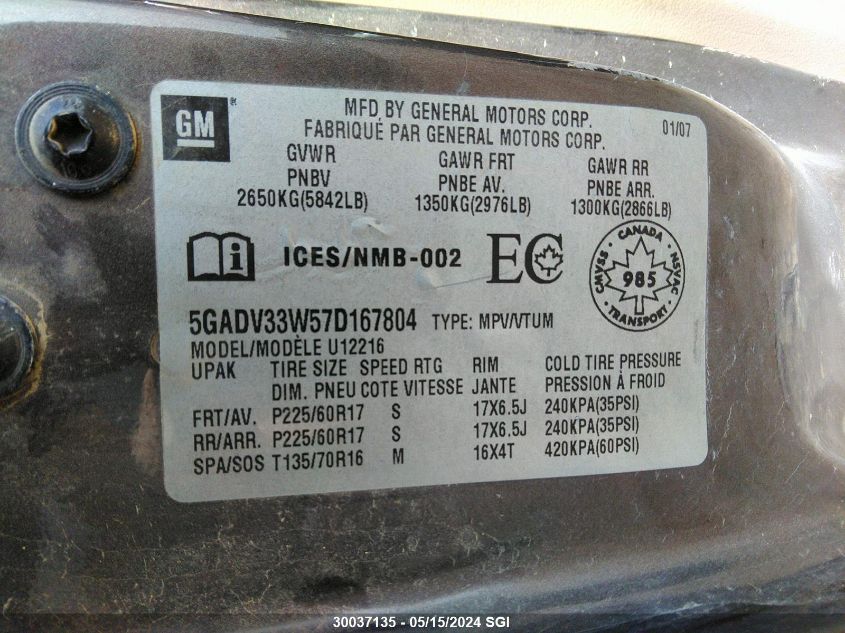 GM
MFD BY GENERAL MOTORS CORP. 01/07
FABRIQUÉ PAR GENERAL MOTORS CORP.
GVWR GAWR FRT GAWR RR
PNBV PNBE AV. PNBE ARR.
2650KG(5842LB) 1350KG(2976LB) 1300KG(2866LB)
i ICES/NMB-002 EC
CANADA
CMVSS 985 NSVAC
TRANSPORT
5GADV33W57D167804 TYPE: MPV/VTUM
MODEL/MODÈLE U12216
UPAK TIRE SIZE SPEED RTG RIM COLD TIRE PRESSURE
DIM. PNEU COTE VITESSE JANTE PRESSION À FROID
FRT/AV. P225/60R17 S 17X6.5J 240KPA(35PSI)
RR/ARR. P225/60R17 S 17X6.5J 240KPA(35PSI)
SPA/SOS T135/70R16 M 16X4T 420KPA(60PSI)
30037135 - 05/15/2024 SGI